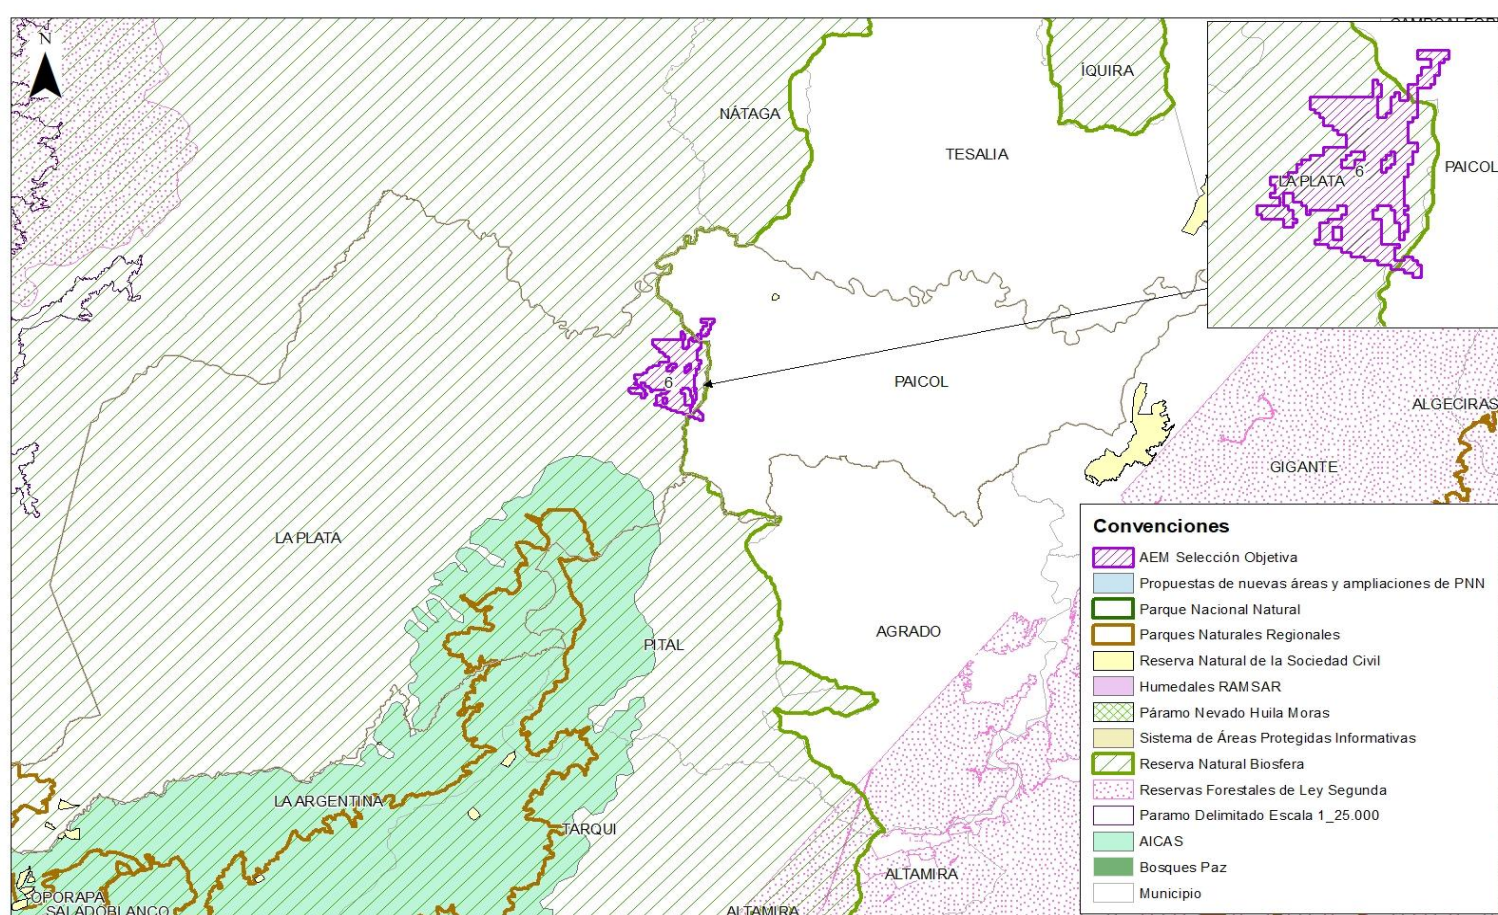 N
NÁTAGA
ÍQUIRA
TESALIA
LA PLATA
6
PAICOL
6
PAICOL
ALGECIRAS
GIGANTE
LA PLATA
PITAL
AGRADO
LA ARGENTINA
TARQUI
ALTAMIRA
OPORAPA
SALADOBLANCO
ALTAMIRA
Convenciones
AEM Selección Objetiva
Propuestas de nuevas áreas y ampliaciones de PNN
Parque Nacional Natural
Parques Naturales Regionales
Reserva Natural de la Sociedad Civil
Humedales RAMSAR
Páramo Nevado Huila Moras
Sistema de Áreas Protegidas Informativas
Reserva Natural Biosfera
Reservas Forestales de Ley Segunda
Paramo Delimitado Escala 1_25.000
AICAS
Bosques Paz
Municipio